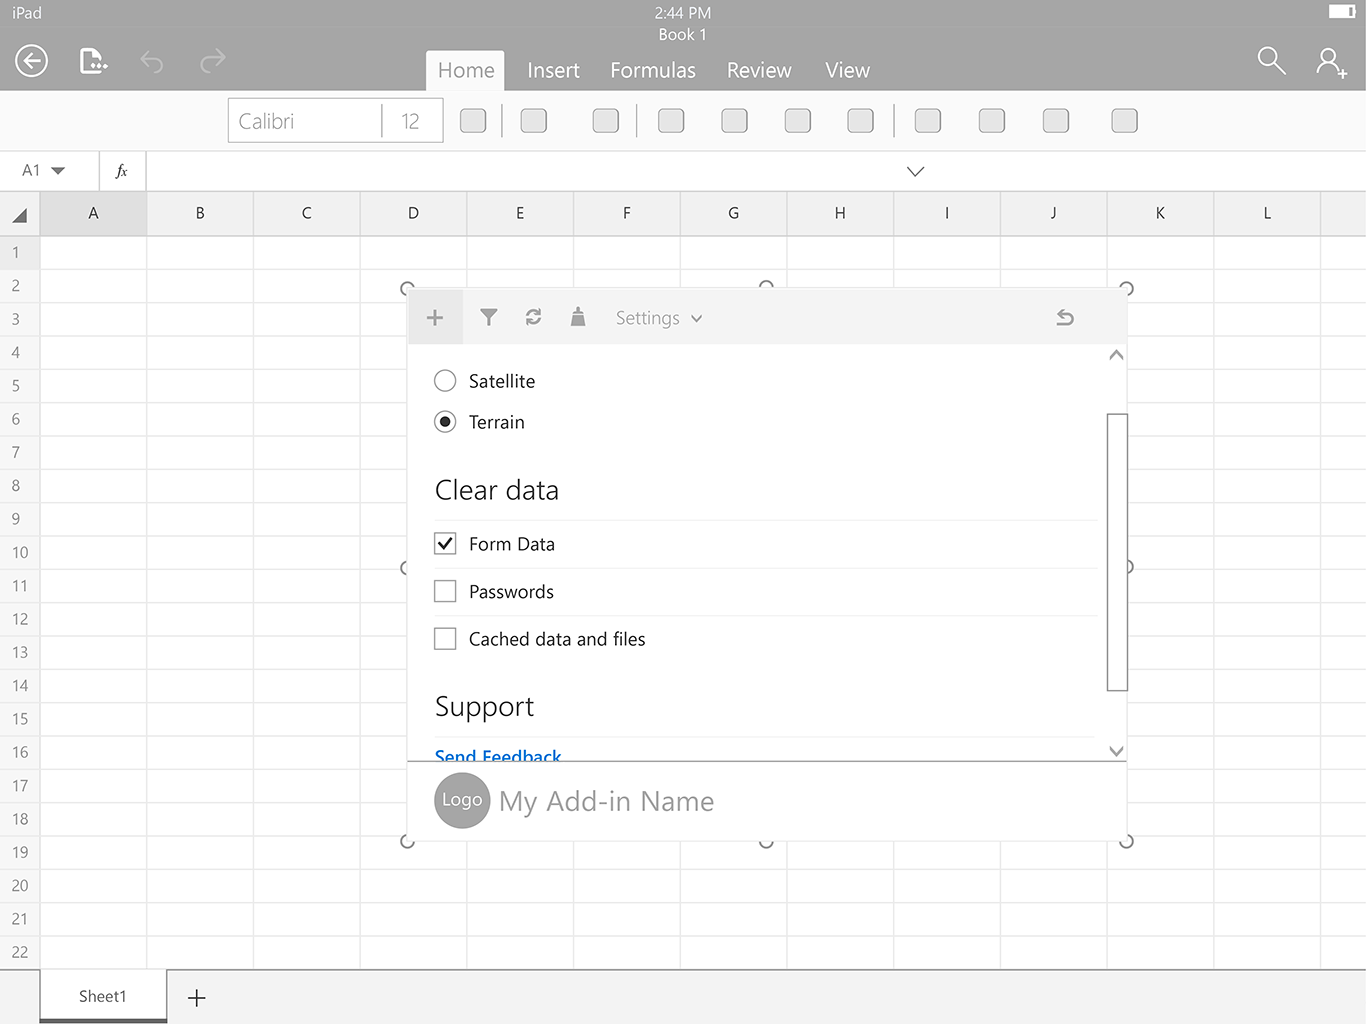 iPad
2:44 PM
Book 1
Home Insert Formulas Review View
Calibri 12
A1 fx
A B C D E F G H I J K L
1
2
3
4
5
6
7
8
9
10
11
12
13
14
15
16
17
18
19
20
21
22
Settings
Satellite
Terrain
Clear data
Form Data
Passwords
Cached data and files
Support
Send Feedback
Logo My Add-in Name
Sheet1